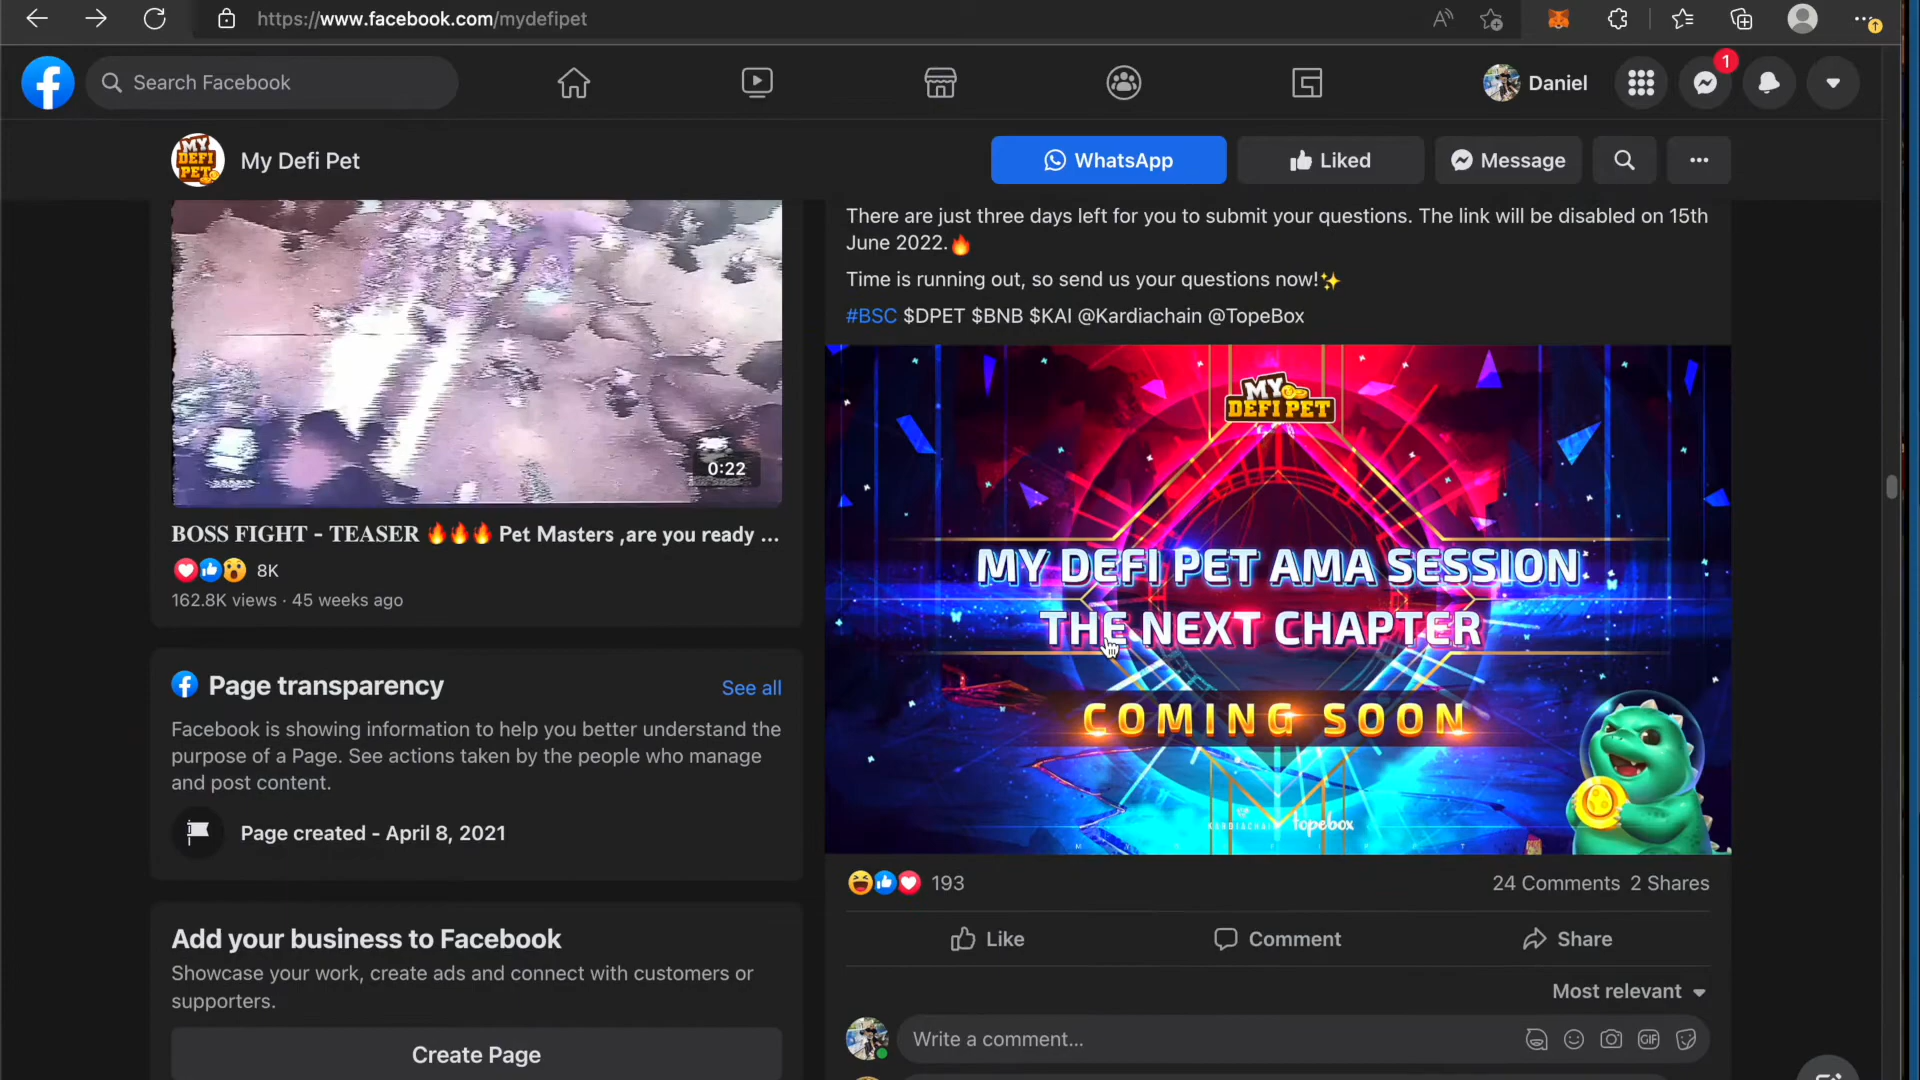 https://www.facebook.com/mydefipet
Search Facebook
Daniel
1
MY DEFI PET
My Defi Pet
WhatsApp
Liked
Message
0:22
BOSS FIGHT - TEASER 🔥🔥🔥 Pet Masters ,are you ready ...
8K
162.8K views · 45 weeks ago
Page transparency
See all
Facebook is showing information to help you better understand the
purpose of a Page. See actions taken by the people who manage
and post content.
Page created - April 8, 2021
Add your business to Facebook
Showcase your work, create ads and connect with customers or
supporters.
Create Page
There are just three days left for you to submit your questions. The link will be disabled on 15th
June 2022.🔥
Time is running out, so send us your questions now!✨
#BSC $DPET $BNB $KAI @Kardiachain @TopeBox
MY
DEFI PET
MY DEFI PET AMA SESSION
THE NEXT CHAPTER
COMING SOON
KARDIACHAIN topebox
193
24 Comments 2 Shares
Like
Comment
Share
Most relevant
Write a comment...
GIF